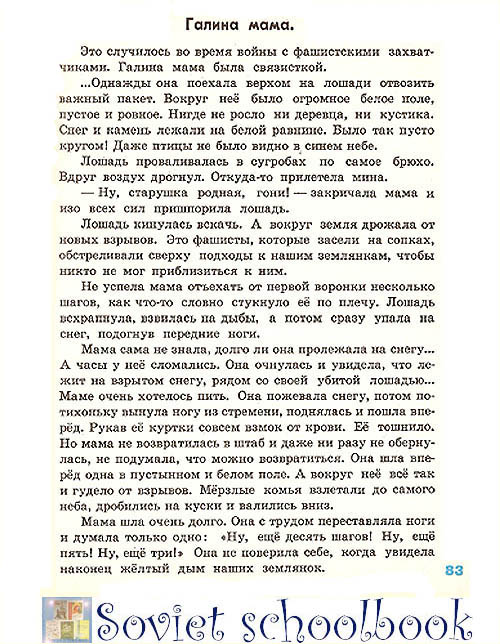 Галина мама.
Это случилось во время войны с фашистскими захват-
чиками. Галина мама была связисткой.
...Однажды она поехала верхом на лошади отвозить
важный пакет. Вокруг неё было огромное белое поле,
пустое и ровное. Нигде не росло ни деревца, ни кустика.
Снег и камень лежали на белой равнине. Было так пусто
кругом! Даже птицы не было видно в синем небе.
Лошадь проваливалась в сугробах по самое брюхо.
Вдруг воздух дрогнул. Откуда-то прилетела мина.
— Ну, старушка родная, гони! — закричала мама и
изо всех сил пришпорила лошадь.
Лошадь кинулась вскачь. А вокруг земля дрожала от
новых взрывов. Это фашисты, которые засели на сопках,
обстреливали сверху подходы к нашим землянкам, чтобы
никто не мог приблизиться к ним.
Не успела мама отъехать от первой воронки несколько
шагов, как что-то словно стукнуло её по плечу. Лошадь
всхрапнула, взвилась на дыбы, а потом сразу упала на
снег, подогнув передние ноги.
Мама сама не знала, долго ли она пролежала на снегу...
А часы у неё сломались. Она очнулась и увидела, что ле-
жит на взрытом снегу, рядом со своей убитой лошадью...
Маме очень хотелось пить. Она пожевала снегу, потом по-
тихоньку вынула ногу из стремени, поднялась и пошла впе-
рёд. Рукав её куртки совсем взмок от крови. Её тошнило.
Но мама не возвратилась в штаб и даже ни разу не оберну-
лась, не подумала, что можно возвратиться. Она шла впе-
рёд одна в пустынном и белом поле. А вокруг неё всё так
и гудело от взрывов. Мёрзлые комья взлетали до самого
неба, дробились на куски и валились вниз.
Мама шла очень долго. Она с трудом переставляла ноги
и думала только одно: «Ну, ещё десять шагов! Ну, ещё
пять! Ну, ещё три!» Она не поверила себе, когда увидела
наконец жёлтый дым наших землянок.
83
Soviet schoolbook